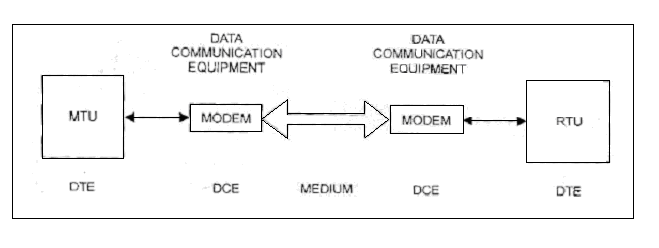 DATA
COMMUNICATION
EQUIPMENT
DATA
COMMUNICATION
EQUIPMENT
MTU
MODEM
MODEM
RTU
DTE
DCE
MEDIUM
DCE
DTE